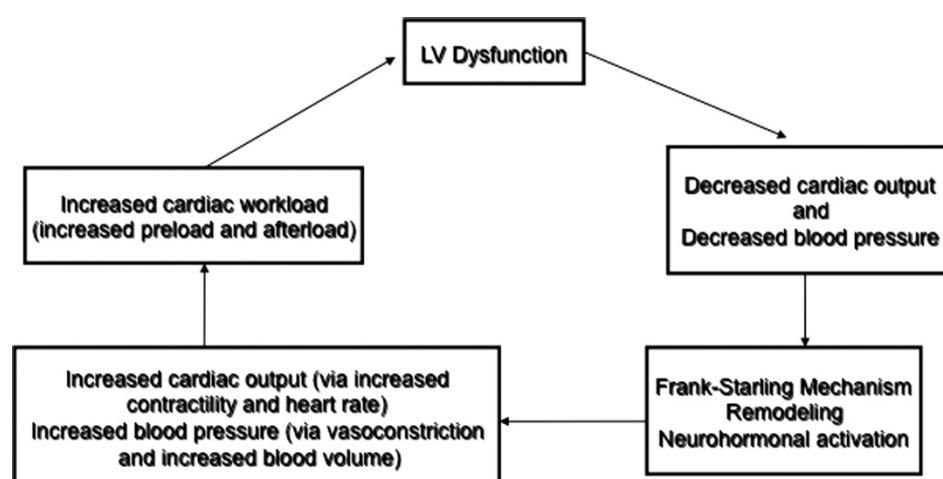 LV Dysfunction
Decreased cardiac output
and
Decreased blood pressure
Frank-Starling Mechanism
Remodeling
Neurohormonal activation
Increased cardiac output (via increased
contractility and heart rate)
Increased blood pressure (via vasoconstriction
and increased blood volume)
Increased cardiac workload
(increased preload and afterload)